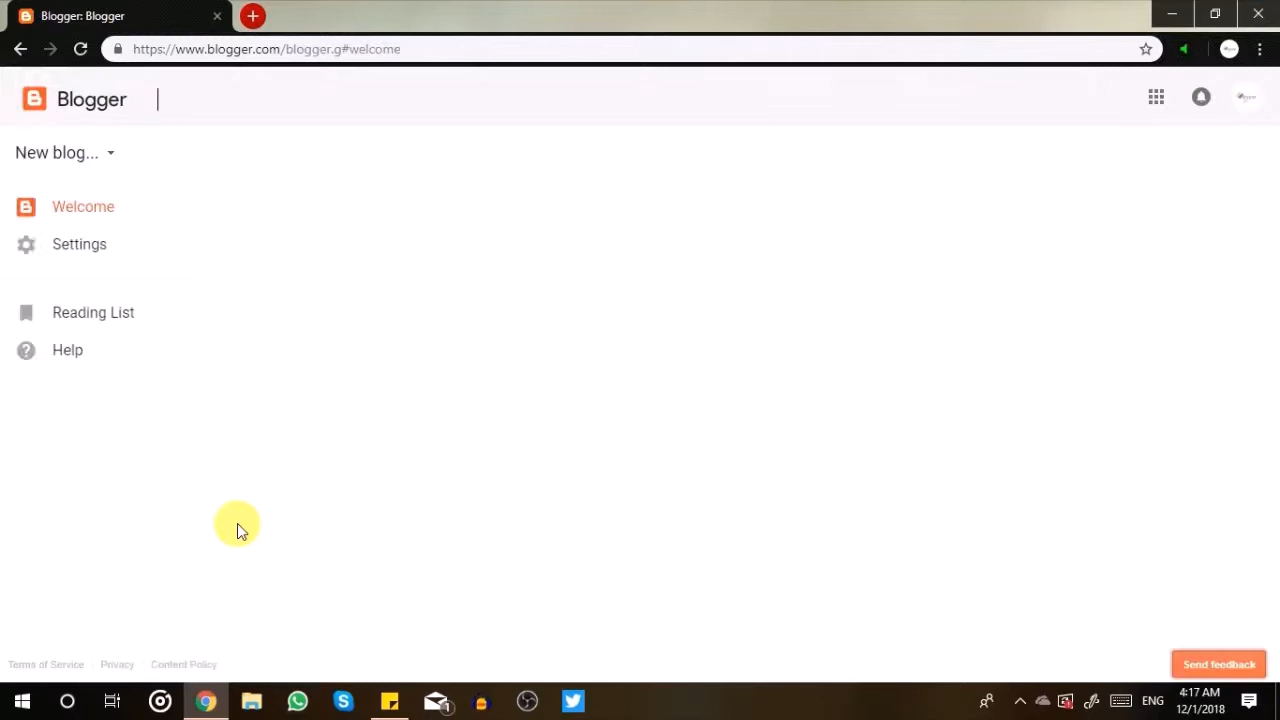 Blogger: Blogger
https://www.blogger.com/blogger.g#welcome
Blogger
New blog...
Welcome
Settings
Reading List
Help
Terms of Service
Privacy
Content Policy
Send feedback
1
ENG
4:17 AM
12/1/2018